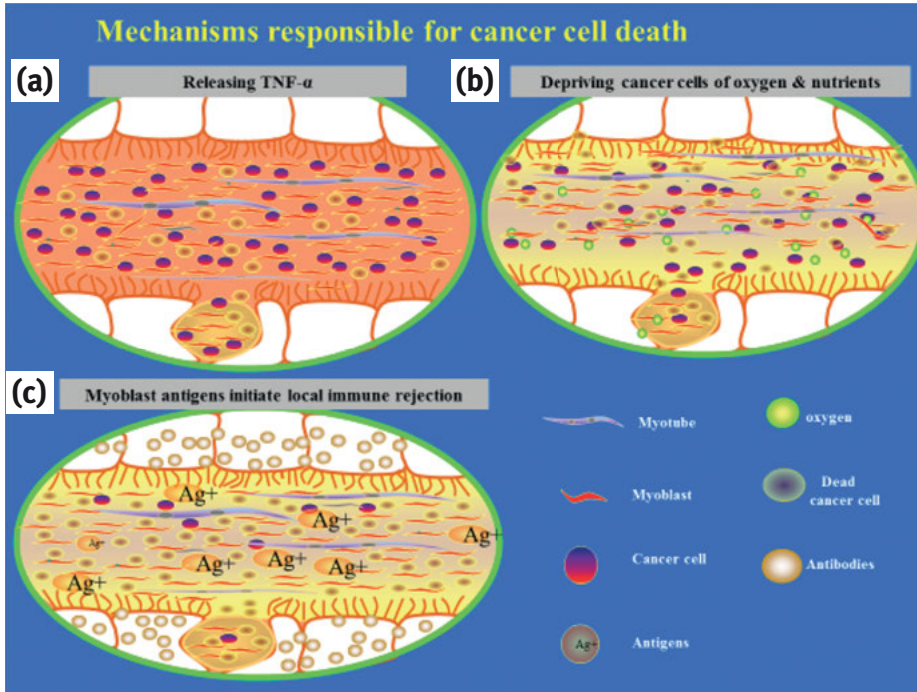 Mechanisms responsible for cancer cell death
(a)
Releasing TNF-α
(b)
Depriving cancer cells of oxygen & nutrients
(c)
Myoblast antigens initiate local immune rejection
Ag+
Ag+
Ag+
Ag+
Ag+
Ag+
Ag+
Ag+
Myotube
oxygen
Myoblast
Dead
cancer cell
Cancer cell
Antibodies
Ag+
Antigens